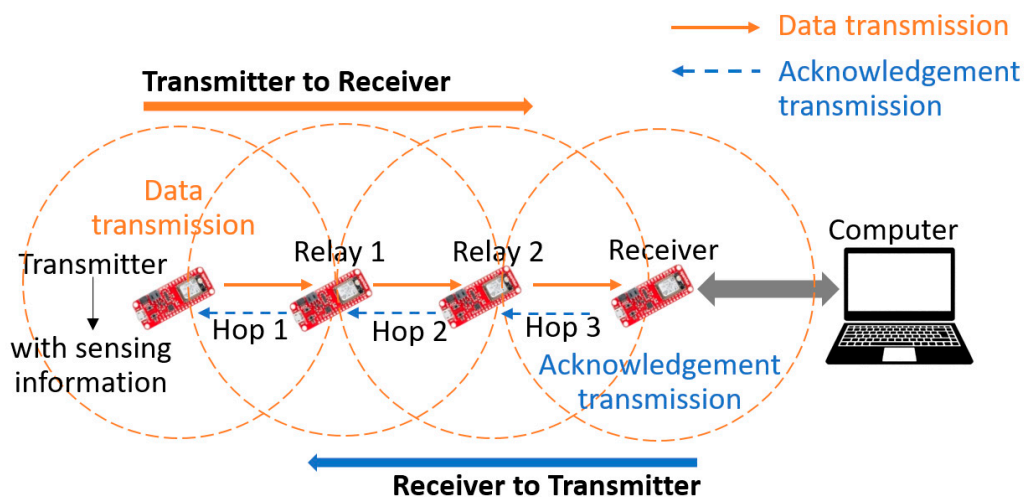 Data transmission
Acknowledgement
transmission
Transmitter to Receiver
Data
transmission
Transmitter
with sensing
information
Relay 1
Relay 2
Receiver
Computer
Hop 1
Hop 2
Hop 3
Acknowledgement
transmission
Receiver to Transmitter